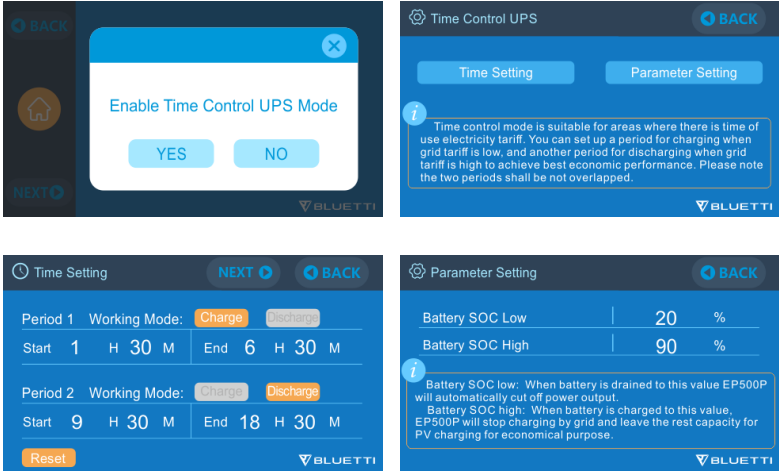 BACK
Enable Time Control UPS Mode
YES
NO
NEXT
BLUETTI
Time Control UPS
BACK
Time Setting
Parameter Setting
i
Time control mode is suitable for areas where there is time of
use electricity tariff. You can set up a period for charging when
grid tariff is low, and another period for discharging when grid
tariff is high to achieve best economic performance. Please note
the two periods shall be not overlapped.
BLUETTI
Time Setting NEXT BACK
Period 1 Working Mode: Charge Discharge
Start 1 H 30 M End 6 H 30 M
Period 2 Working Mode: Charge Discharge
Start 9 H 30 M End 18 H 30 M
Reset
BLUETTI
Parameter Setting BACK
Battery SOC Low 20 %
Battery SOC High 90 %
i
Battery SOC low: When battery is drained to this value EP500P
will automatically cut off power output.
Battery SOC high: When battery is charged to this value,
EP500P will stop charging by grid and leave the rest capacity for
PV charging for economical purpose.
BLUETTI